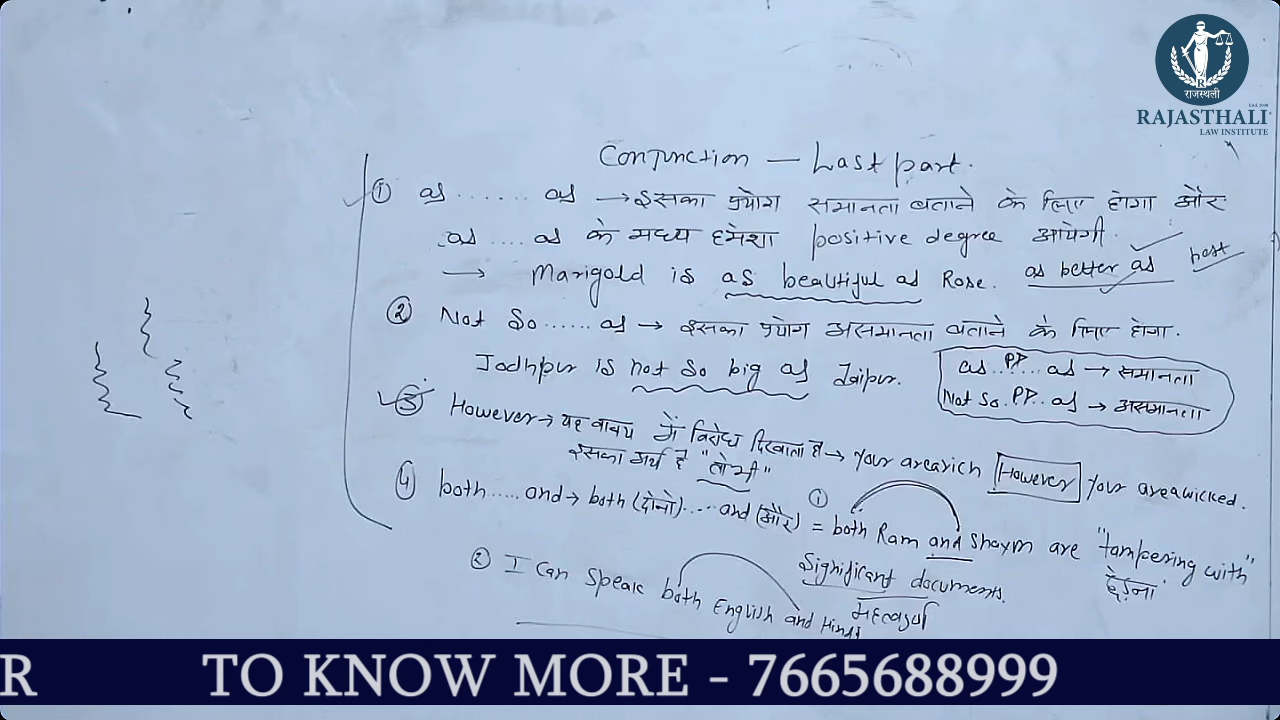 राजस्थली
Estd. 2008
RAJASTHALI
LAW INSTITUTE
Conjunction — Last part.
① as ....... as → इसका प्रयोग समानता बताने के लिए होगा और
as .... as के मध्य हमेशा positive degree आयेगी.
→ Marigold is as beautiful as Rose. as better as best
② Not so ...... as → इसका प्रयोग असमानता बताने के लिए होगा.
Jodhpur is not so big as Jaipur.
as .P.D... as → समानता
Not so .P.D.. as → असमानता
③ However → यह वाक्य में विरोध दिखाता है → Your are a rich However your are a wicked.
इसका अर्थ है "तो भी"
④ both ..... and → both (दोनो) ..... and (और) = ① both Ram and Shaym are "tampering with"
छेड़ना
significant documents.
महत्वपूर्ण
② I can speak both English and Hindi
R TO KNOW MORE - 7665688999